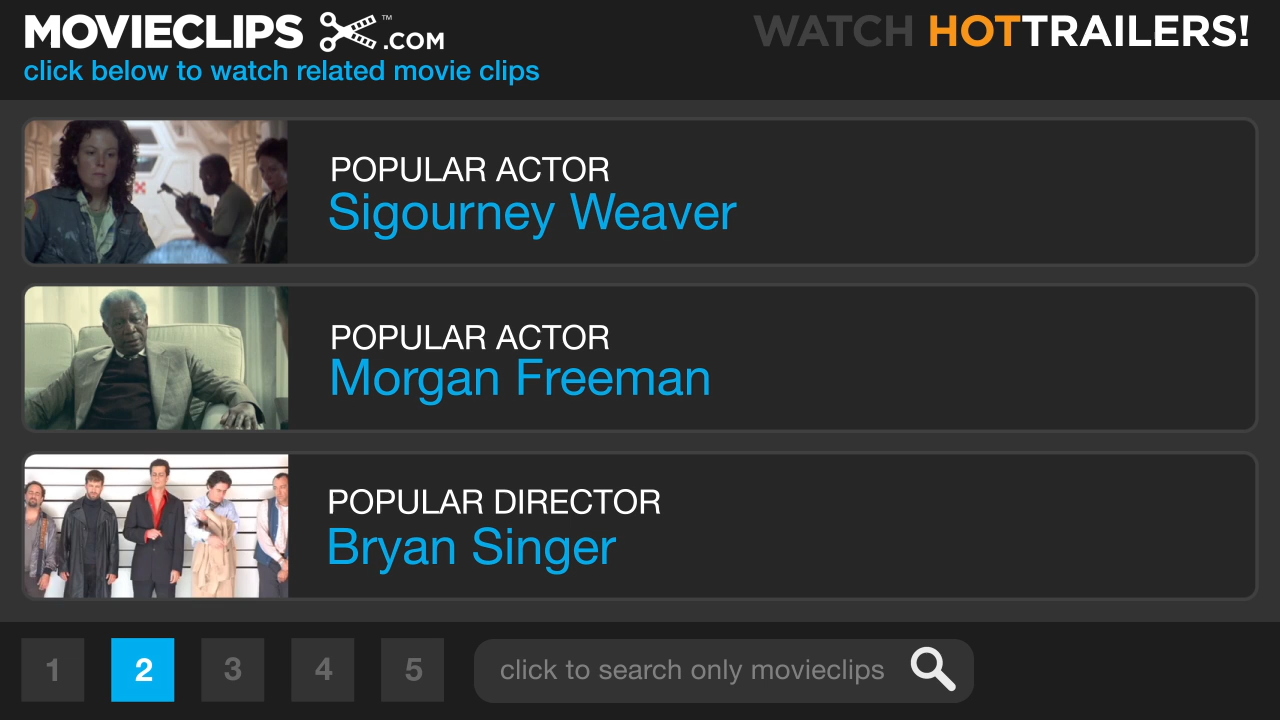 MOVIECLIPS ™ .COM
WATCH HOTTRAILERS!
click below to watch related movie clips
POPULAR ACTOR
Sigourney Weaver
POPULAR ACTOR
Morgan Freeman
POPULAR DIRECTOR
Bryan Singer
1 2 3 4 5 click to search only movieclips